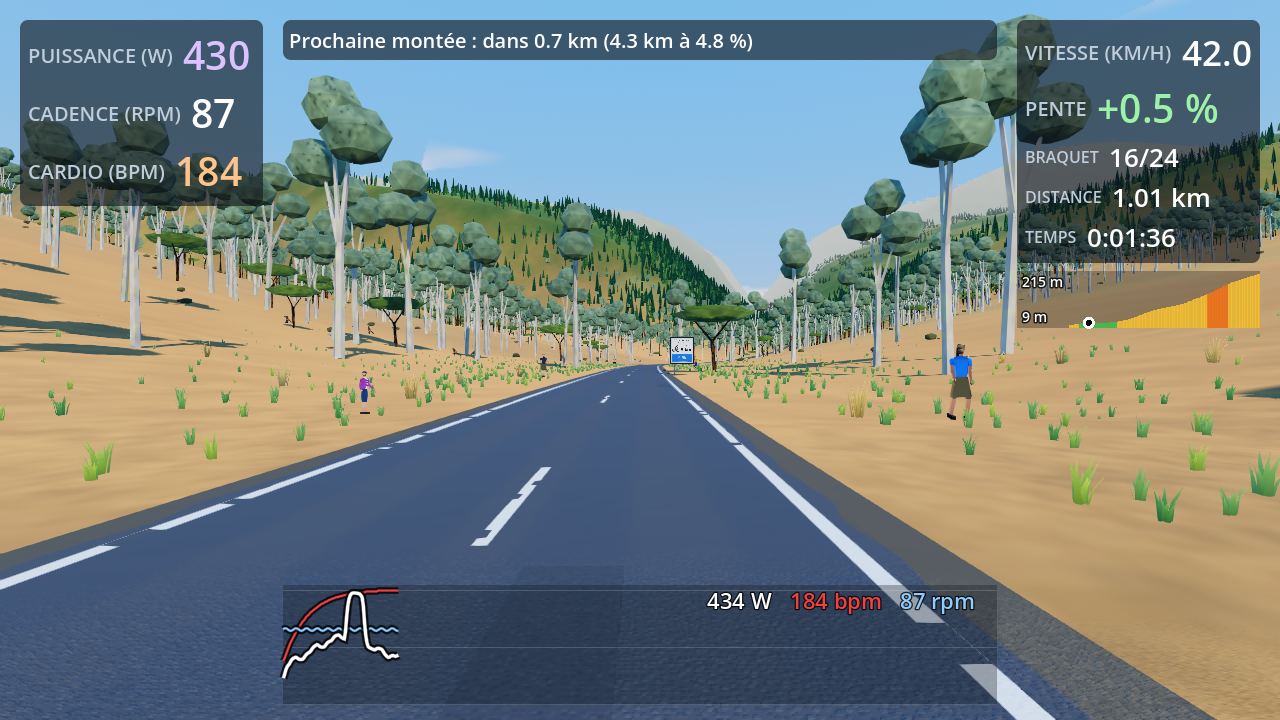 PUISSANCE (W) 430
CADENCE (RPM) 87
CARDIO (BPM) 184
Prochaine montée : dans 0.7 km (4.3 km à 4.8 %)
VITESSE (KM/H) 42.0
PENTE +0.5 %
BRAQUET 16/24
DISTANCE 1.01 km
TEMPS 0:01:36
215 m
9 m
434 W 184 bpm 87 rpm